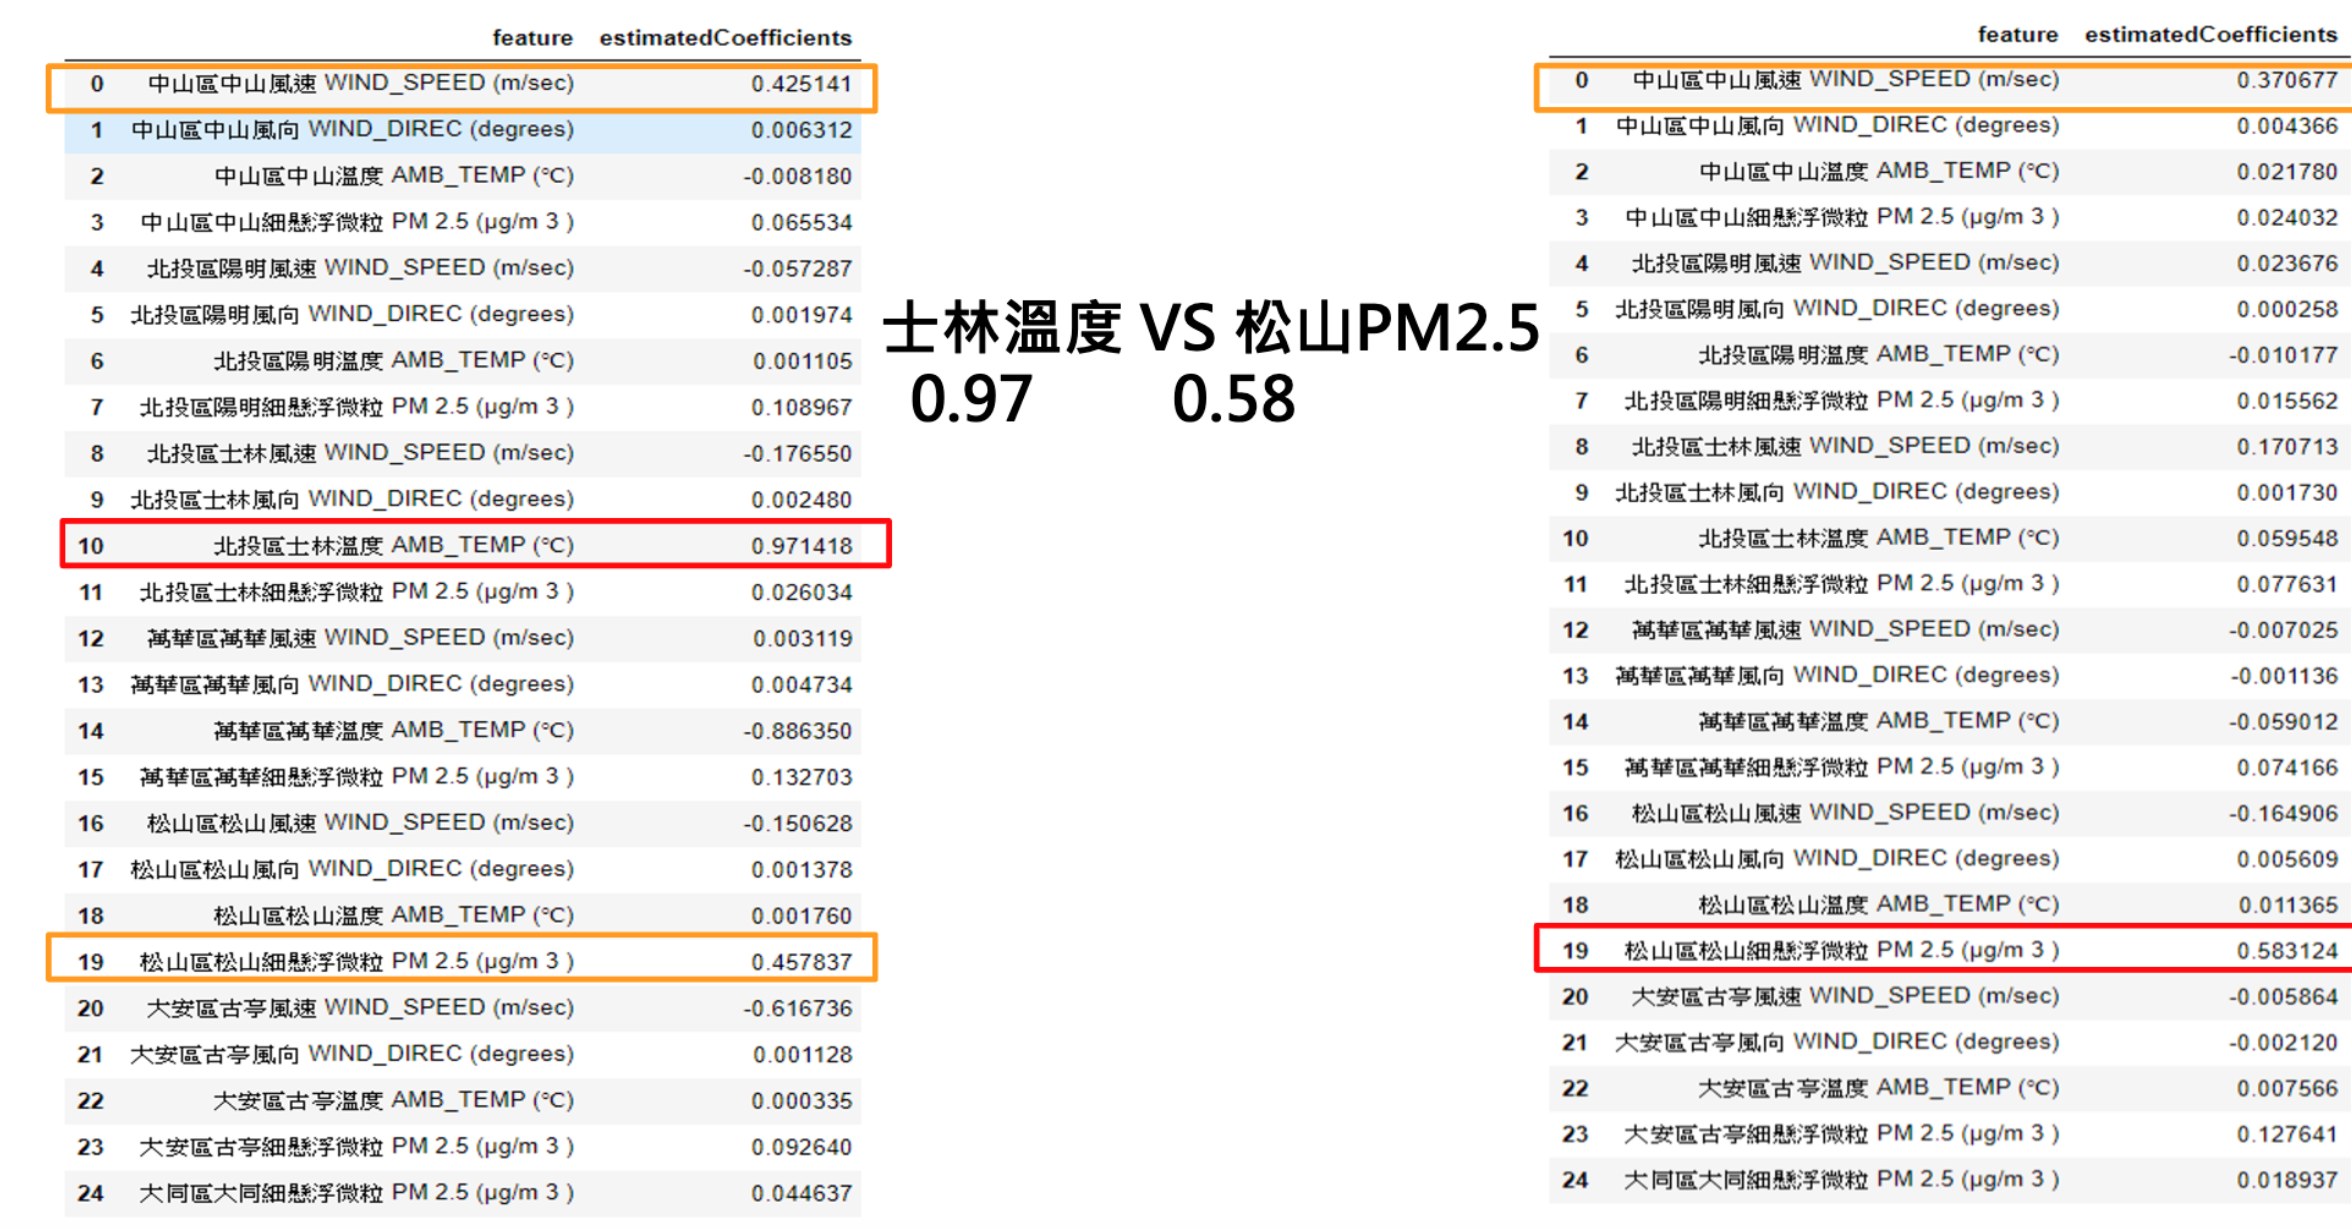 feature estimatedCoefficients
0 中山區中山風速 WIND_SPEED (m/sec) 0.425141
1 中山區中山風向 WIND_DIREC (degrees) 0.006312
2 中山區中山溫度 AMB_TEMP (℃) -0.008180
3 中山區中山細懸浮微粒 PM 2.5 (μg/m 3 ) 0.065534
4 北投區陽明風速 WIND_SPEED (m/sec) -0.057287
5 北投區陽明風向 WIND_DIREC (degrees) 0.001974
6 北投區陽明溫度 AMB_TEMP (℃) 0.001105
7 北投區陽明細懸浮微粒 PM 2.5 (μg/m 3 ) 0.108967
8 北投區士林風速 WIND_SPEED (m/sec) -0.176550
9 北投區士林風向 WIND_DIREC (degrees) 0.002480
10 北投區士林溫度 AMB_TEMP (℃) 0.971418
11 北投區士林細懸浮微粒 PM 2.5 (μg/m 3 ) 0.026034
12 萬華區萬華風速 WIND_SPEED (m/sec) 0.003119
13 萬華區萬華風向 WIND_DIREC (degrees) 0.004734
14 萬華區萬華溫度 AMB_TEMP (℃) -0.886350
15 萬華區萬華細懸浮微粒 PM 2.5 (μg/m 3 ) 0.132703
16 松山區松山風速 WIND_SPEED (m/sec) -0.150628
17 松山區松山風向 WIND_DIREC (degrees) 0.001378
18 松山區松山溫度 AMB_TEMP (℃) 0.001760
19 松山區松山細懸浮微粒 PM 2.5 (μg/m 3 ) 0.457837
20 大安區古亭風速 WIND_SPEED (m/sec) -0.616736
21 大安區古亭風向 WIND_DIREC (degrees) 0.001128
22 大安區古亭溫度 AMB_TEMP (℃) 0.000335
23 大安區古亭細懸浮微粒 PM 2.5 (μg/m 3 ) 0.092640
24 大同區大同細懸浮微粒 PM 2.5 (μg/m 3 ) 0.044637
士林溫度 VS 松山PM2.5
0.97 0.58
feature estimatedCoefficients
0 中山區中山風速 WIND_SPEED (m/sec) 0.370677
1 中山區中山風向 WIND_DIREC (degrees) 0.004366
2 中山區中山溫度 AMB_TEMP (℃) 0.021780
3 中山區中山細懸浮微粒 PM 2.5 (μg/m 3 ) 0.024032
4 北投區陽明風速 WIND_SPEED (m/sec) 0.023676
5 北投區陽明風向 WIND_DIREC (degrees) 0.000258
6 北投區陽明溫度 AMB_TEMP (℃) -0.010177
7 北投區陽明細懸浮微粒 PM 2.5 (μg/m 3 ) 0.015562
8 北投區士林風速 WIND_SPEED (m/sec) 0.170713
9 北投區士林風向 WIND_DIREC (degrees) 0.001730
10 北投區士林溫度 AMB_TEMP (℃) 0.059548
11 北投區士林細懸浮微粒 PM 2.5 (μg/m 3 ) 0.077631
12 萬華區萬華風速 WIND_SPEED (m/sec) -0.007025
13 萬華區萬華風向 WIND_DIREC (degrees) -0.001136
14 萬華區萬華溫度 AMB_TEMP (℃) -0.059012
15 萬華區萬華細懸浮微粒 PM 2.5 (μg/m 3 ) 0.074166
16 松山區松山風速 WIND_SPEED (m/sec) -0.164906
17 松山區松山風向 WIND_DIREC (degrees) 0.005609
18 松山區松山溫度 AMB_TEMP (℃) 0.011365
19 松山區松山細懸浮微粒 PM 2.5 (μg/m 3 ) 0.583124
20 大安區古亭風速 WIND_SPEED (m/sec) -0.005864
21 大安區古亭風向 WIND_DIREC (degrees) -0.002120
22 大安區古亭溫度 AMB_TEMP (℃) 0.007566
23 大安區古亭細懸浮微粒 PM 2.5 (μg/m 3 ) 0.127641
24 大同區大同細懸浮微粒 PM 2.5 (μg/m 3 ) 0.018937